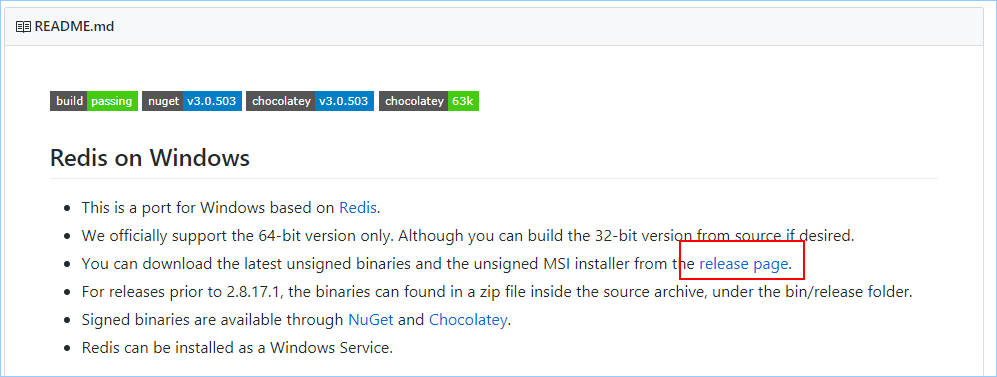 README.md
build passing nuget v3.0.503 chocolatey v3.0.503 chocolatey 63k
Redis on Windows
This is a port for Windows based on Redis.
We officially support the 64-bit version only. Although you can build the 32-bit version from source if desired.
You can download the latest unsigned binaries and the unsigned MSI installer from the release page.
For releases prior to 2.8.17.1, the binaries can found in a zip file inside the source archive, under the bin/release folder.
Signed binaries are available through NuGet and Chocolatey.
Redis can be installed as a Windows Service.